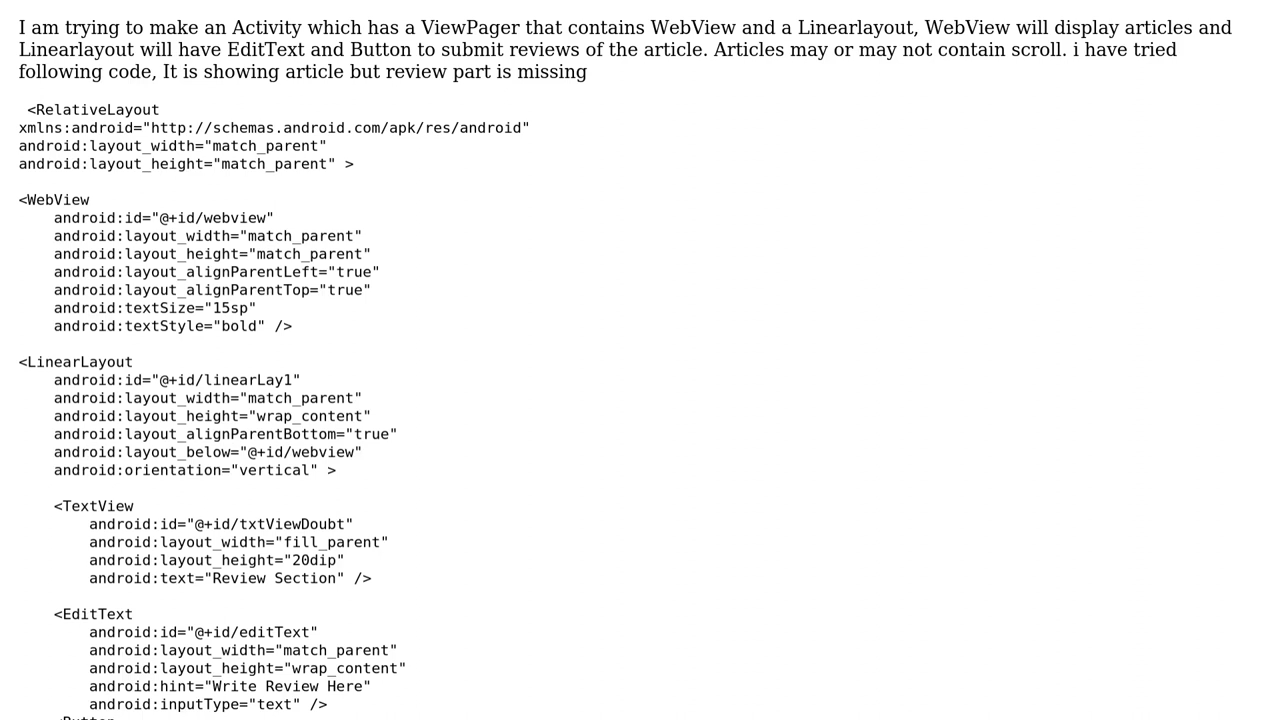 I am trying to make an Activity which has a ViewPager that contains WebView and a Linearlayout, WebView will display articles and
Linearlayout will have EditText and Button to submit reviews of the article. Articles may or may not contain scroll. i have tried
following code, It is showing article but review part is missing
<RelativeLayout
xmlns:android="http://schemas.android.com/apk/res/android"
android:layout_width="match_parent"
android:layout_height="match_parent" >
<WebView
android:id="@+id/webview"
android:layout_width="match_parent"
android:layout_height="match_parent"
android:layout_alignParentLeft="true"
android:layout_alignParentTop="true"
android:textSize="15sp"
android:textStyle="bold" />
<LinearLayout
android:id="@+id/linearLay1"
android:layout_width="match_parent"
android:layout_height="wrap_content"
android:layout_alignParentBottom="true"
android:layout_below="@+id/webview"
android:orientation="vertical" >
<TextView
android:id="@+id/txtViewDoubt"
android:layout_width="fill_parent"
android:layout_height="20dip"
android:text="Review Section" />
<EditText
android:id="@+id/editText"
android:layout_width="match_parent"
android:layout_height="wrap_content"
android:hint="Write Review Here"
android:inputType="text" />
<Button